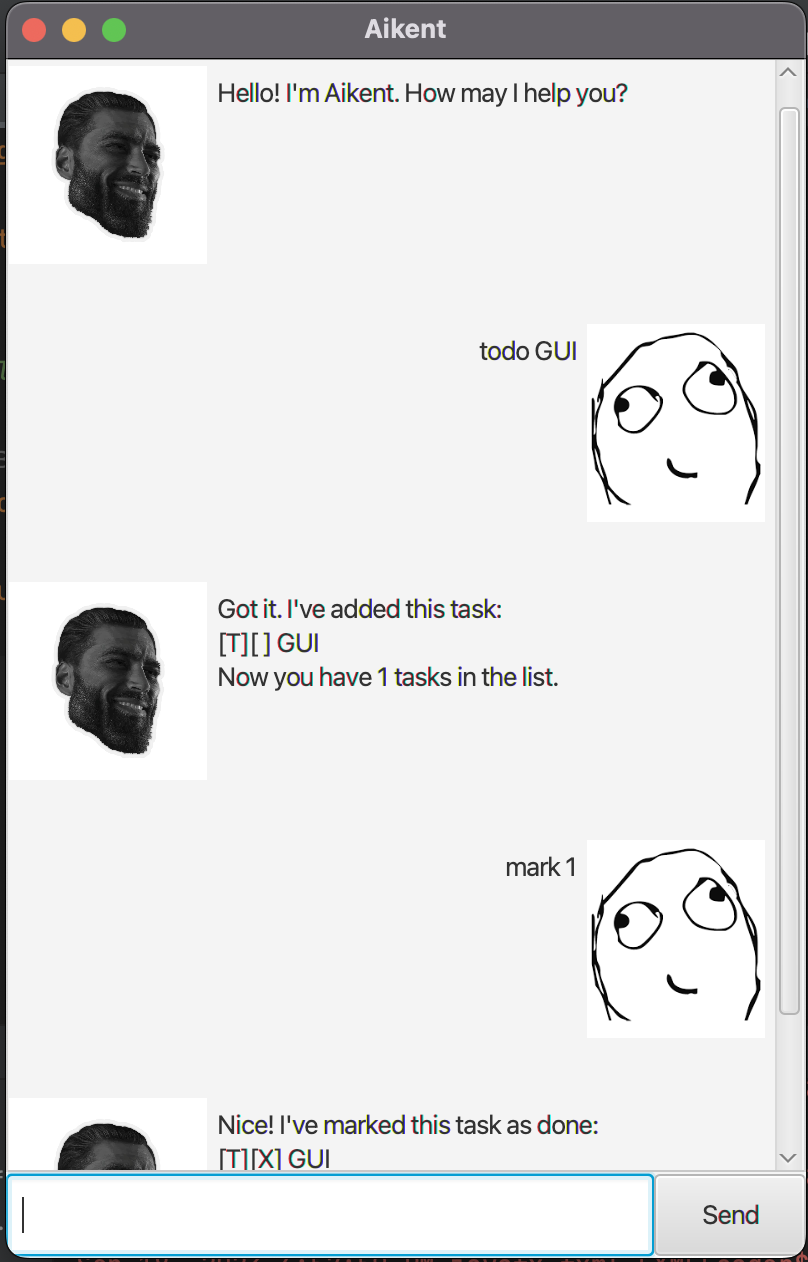 Aikent
Hello! I'm Aikent. How may I help you?
todo GUI
Got it. I've added this task:
[T][ ] GUI
Now you have 1 tasks in the list.
mark 1
Nice! I've marked this task as done:
[T][X] GUI
Send